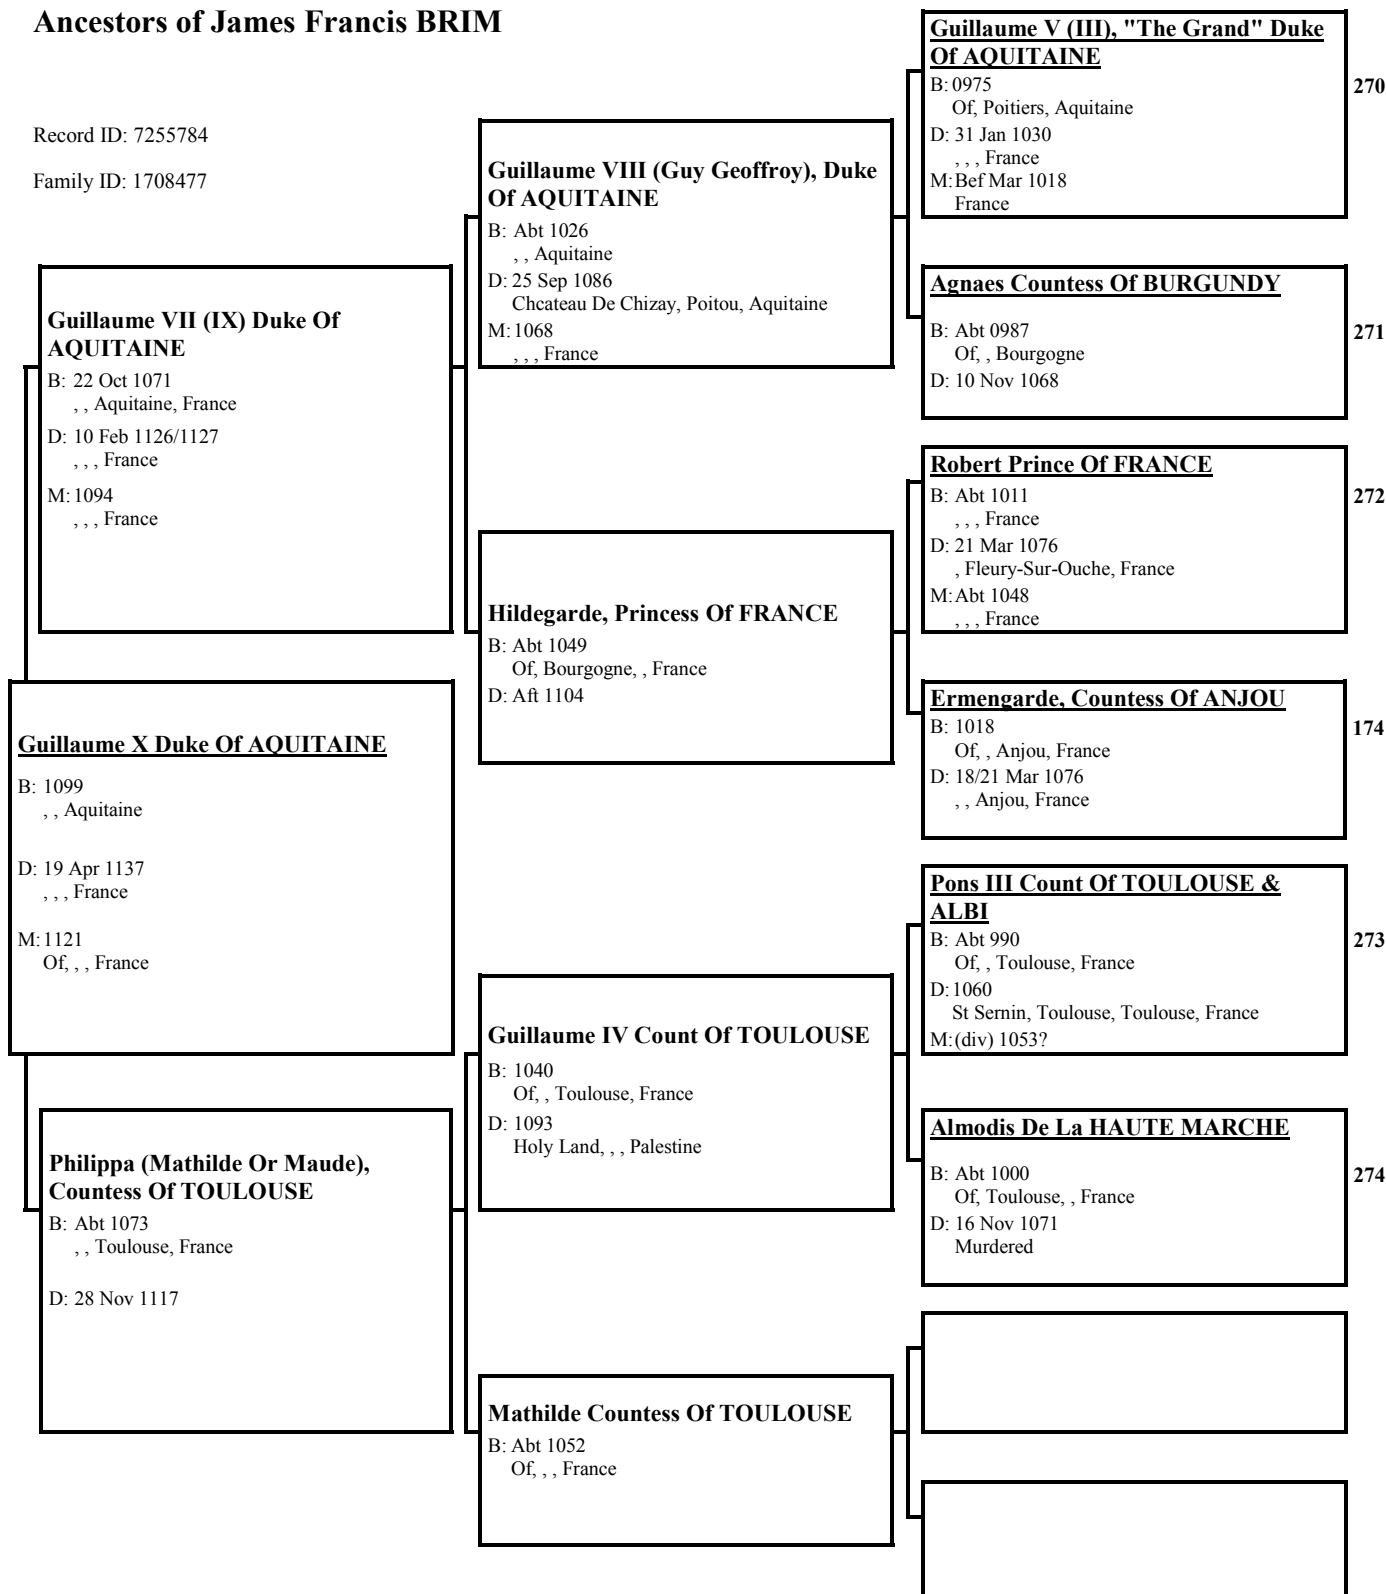 Ancestors of James Francis BRIM
Record ID: 7255784
Family ID: 1708477
Guillaume VII (IX) Duke Of
AQUITAINE
B: 22 Oct 1071
, , Aquitaine, France
D: 10 Feb 1126/1127
, , , France
M: 1094
, , , France
Guillaume X Duke Of AQUITAINE
B: 1099
, , Aquitaine
D: 19 Apr 1137
, , , France
M: 1121
Of, , , France
Philippa (Mathilde Or Maude),
Countess Of TOULOUSE
B: Abt 1073
, , Toulouse, France
D: 28 Nov 1117
Guillaume VIII (Guy Geoffroy), Duke
Of AQUITAINE
B: Abt 1026
, , Aquitaine
D: 25 Sep 1086
Chcateau De Chizay, Poitou, Aquitaine
M: 1068
, , , France
Hildegarde, Princess Of FRANCE
B: Abt 1049
Of, Bourgogne, , France
D: Aft 1104
Guillaume IV Count Of TOULOUSE
B: 1040
Of, , Toulouse, France
D: 1093
Holy Land, , , Palestine
Mathilde Countess Of TOULOUSE
B: Abt 1052
Of, , , France
Guillaume V (III), "The Grand" Duke
Of AQUITAINE
B: 0975
Of, Poitiers, Aquitaine
D: 31 Jan 1030
, , , France
M: Bef Mar 1018
France
270
Agnaes Countess Of BURGUNDY
B: Abt 0987
Of, , Bourgogne
D: 10 Nov 1068
271
Robert Prince Of FRANCE
B: Abt 1011
, , , France
D: 21 Mar 1076
, Fleury-Sur-Ouche, France
M: Abt 1048
, , , France
272
Ermengarde, Countess Of ANJOU
B: 1018
Of, , Anjou, France
D: 18/21 Mar 1076
, , Anjou, France
174
Pons III Count Of TOULOUSE &
ALBI
B: Abt 990
Of, , Toulouse, France
D: 1060
St Sernin, Toulouse, Toulouse, France
M: (div) 1053?
273
Almodis De La HAUTE MARCHE
B: Abt 1000
Of, Toulouse, , France
D: 16 Nov 1071
Murdered
274